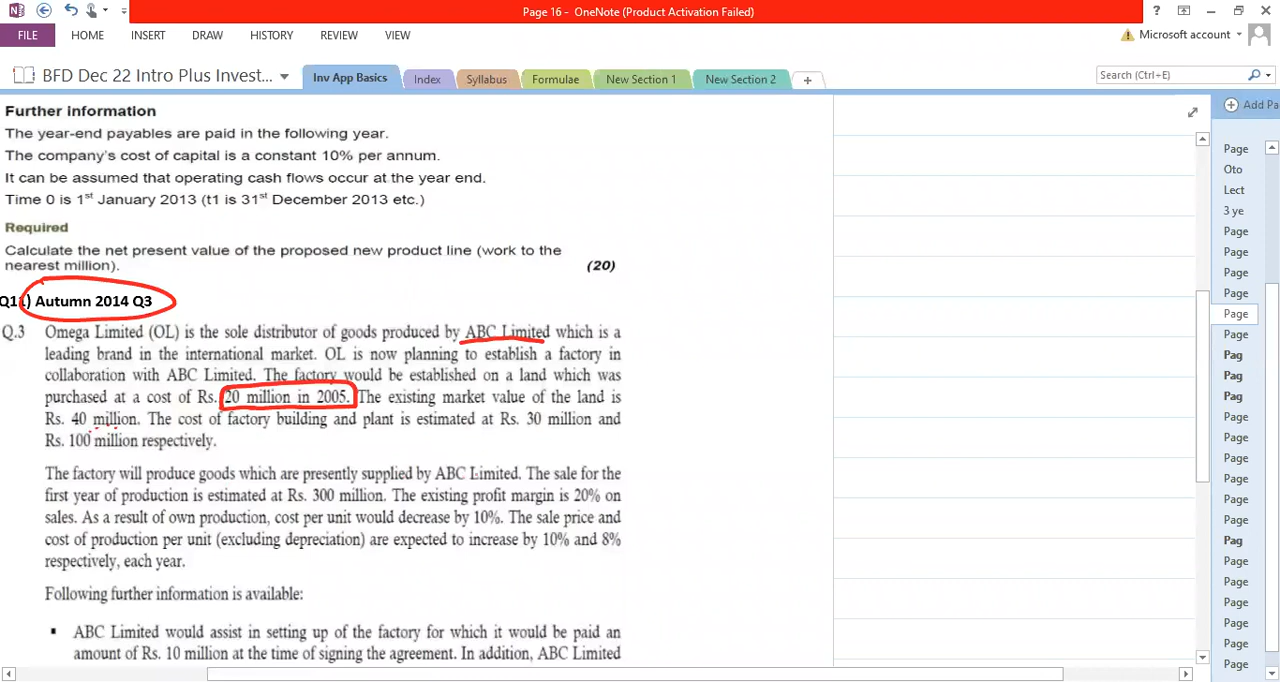 Page 16 - OneNote (Product Activation Failed)
?
FILE HOME INSERT DRAW HISTORY REVIEW VIEW
Microsoft account
BFD Dec 22 Intro Plus Invest...
Inv App Basics
Index
Syllabus
Formulae
New Section 1
New Section 2
+
Search (Ctrl+E)
Further information
The year-end payables are paid in the following year.
The company's cost of capital is a constant 10% per annum.
It can be assumed that operating cash flows occur at the year end.
Time 0 is 1st January 2013 (t1 is 31st December 2013 etc.)
Required
Calculate the net present value of the proposed new product line (work to the
nearest million). (20)
Q11) Autumn 2014 Q3
Q.3 Omega Limited (OL) is the sole distributor of goods produced by ABC Limited which is a
leading brand in the international market. OL is now planning to establish a factory in
collaboration with ABC Limited. The factory would be established on a land which was
purchased at a cost of Rs. 20 million in 2005. The existing market value of the land is
Rs. 40 million. The cost of factory building and plant is estimated at Rs. 30 million and
Rs. 100 million respectively.
The factory will produce goods which are presently supplied by ABC Limited. The sale for the
first year of production is estimated at Rs. 300 million. The existing profit margin is 20% on
sales. As a result of own production, cost per unit would decrease by 10%. The sale price and
cost of production per unit (excluding depreciation) are expected to increase by 10% and 8%
respectively, each year.
Following further information is available:
▪ ABC Limited would assist in setting up of the factory for which it would be paid an
amount of Rs. 10 million at the time of signing the agreement. In addition, ABC Limited
Add Pa
Page
Oto
Lect
3 ye
Page
Page
Page
Page
Page
Page
Pag
Pag
Pag
Page
Page
Page
Page
Page
Page
Pag
Page
Page
Page
Page
Page
Page